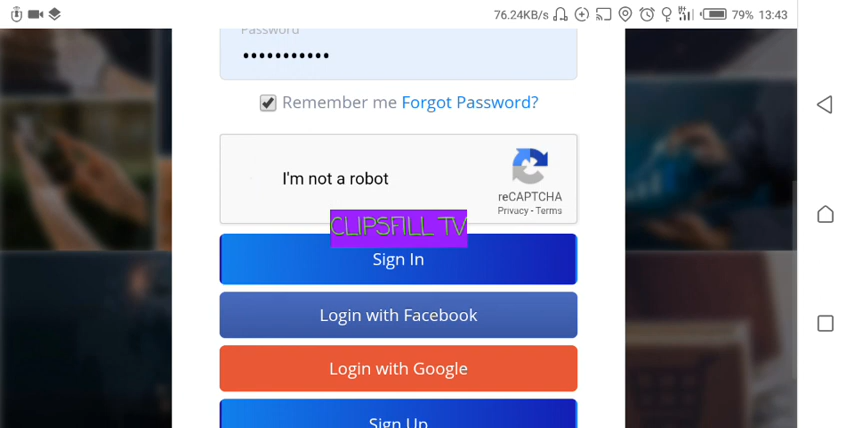 76.24KB/s 79% 13:43
Password
•••••••••••
Remember me Forgot Password?
I'm not a robot
reCAPTCHA
Privacy - Terms
CLIPSFILL TV
Sign In
Login with Facebook
Login with Google
Sign Up